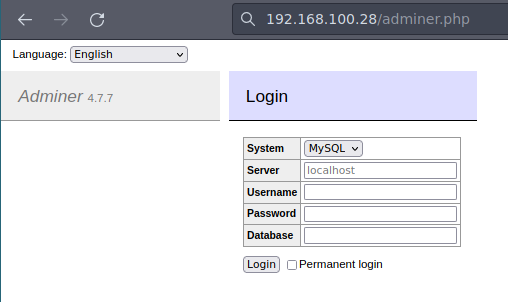 192.168.100.28/adminer.php
Language: English
Adminer 4.7.7
Login
System MySQL
Server localhost
Username
Password
Database
Login Permanent login